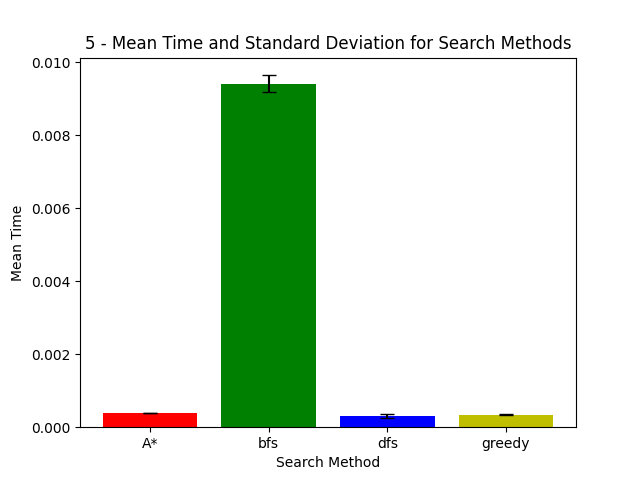 5 - Mean Time and Standard Deviation for Search Methods
0.010
0.008
0.006
0.004
0.002
0.000
Mean Time
A*
bfs
dfs
greedy
Search Method